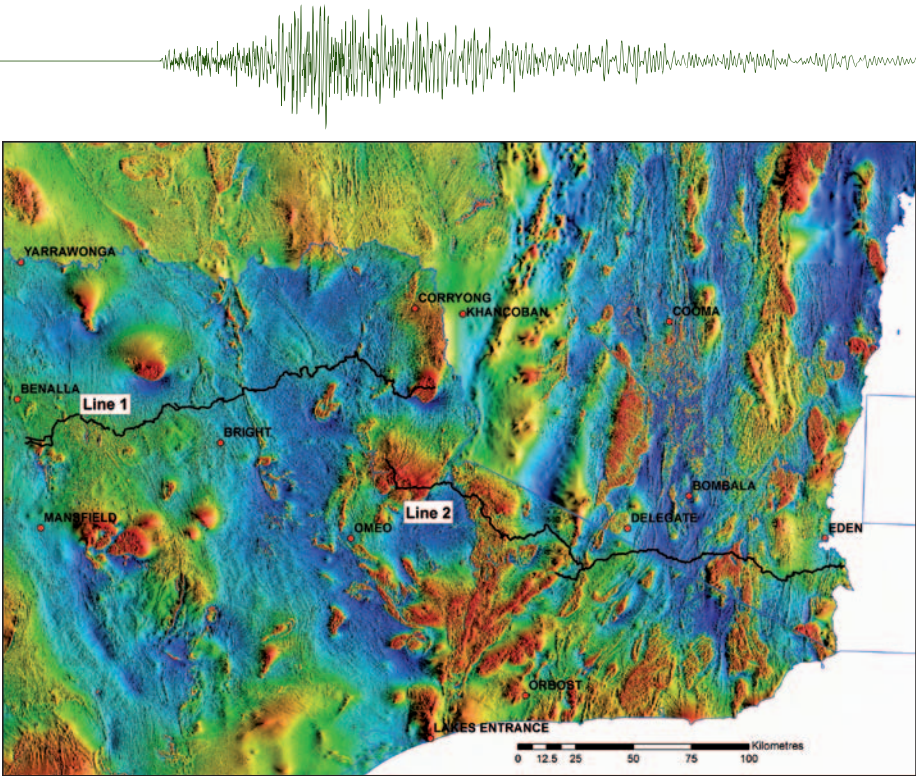 YARRAWONGA
CORRYONG
KHANCOBAN
COOMA
BENALLA
Line 1
BRIGHT
BOMBALA
Line 2
MANSFIELD
OMEO
DELEGATE
EDEN
ORBOST
LAKES ENTRANCE
Kilometres
0 12.5 25 50 75 100